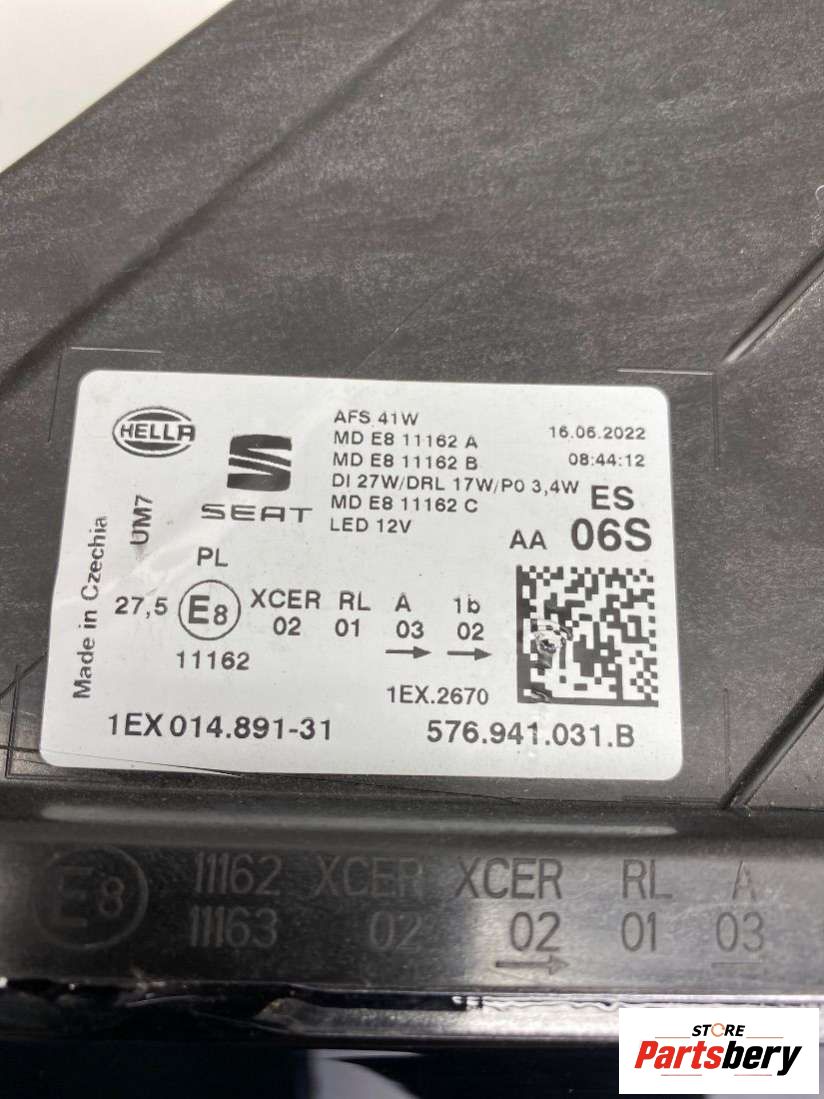 HELLA
SEAT
AFS 41W
MD E8 11162 A
MD E8 11162 B
DI 27W/DRL 17W/PO 3,4W
MD E8 11162 C
LED 12V
16.06.2022
08:44:12
ES
AA 06S
Made in Czechia
UM7
PL
27,5 E8 XCER RL A 1b
02 01 03 02
11162
1EX.2670
1EX 014.891-31 576.941.031.B
E8 11162 XCER XCER RL A
11163 02 02 01 03
STORE
Partsbery